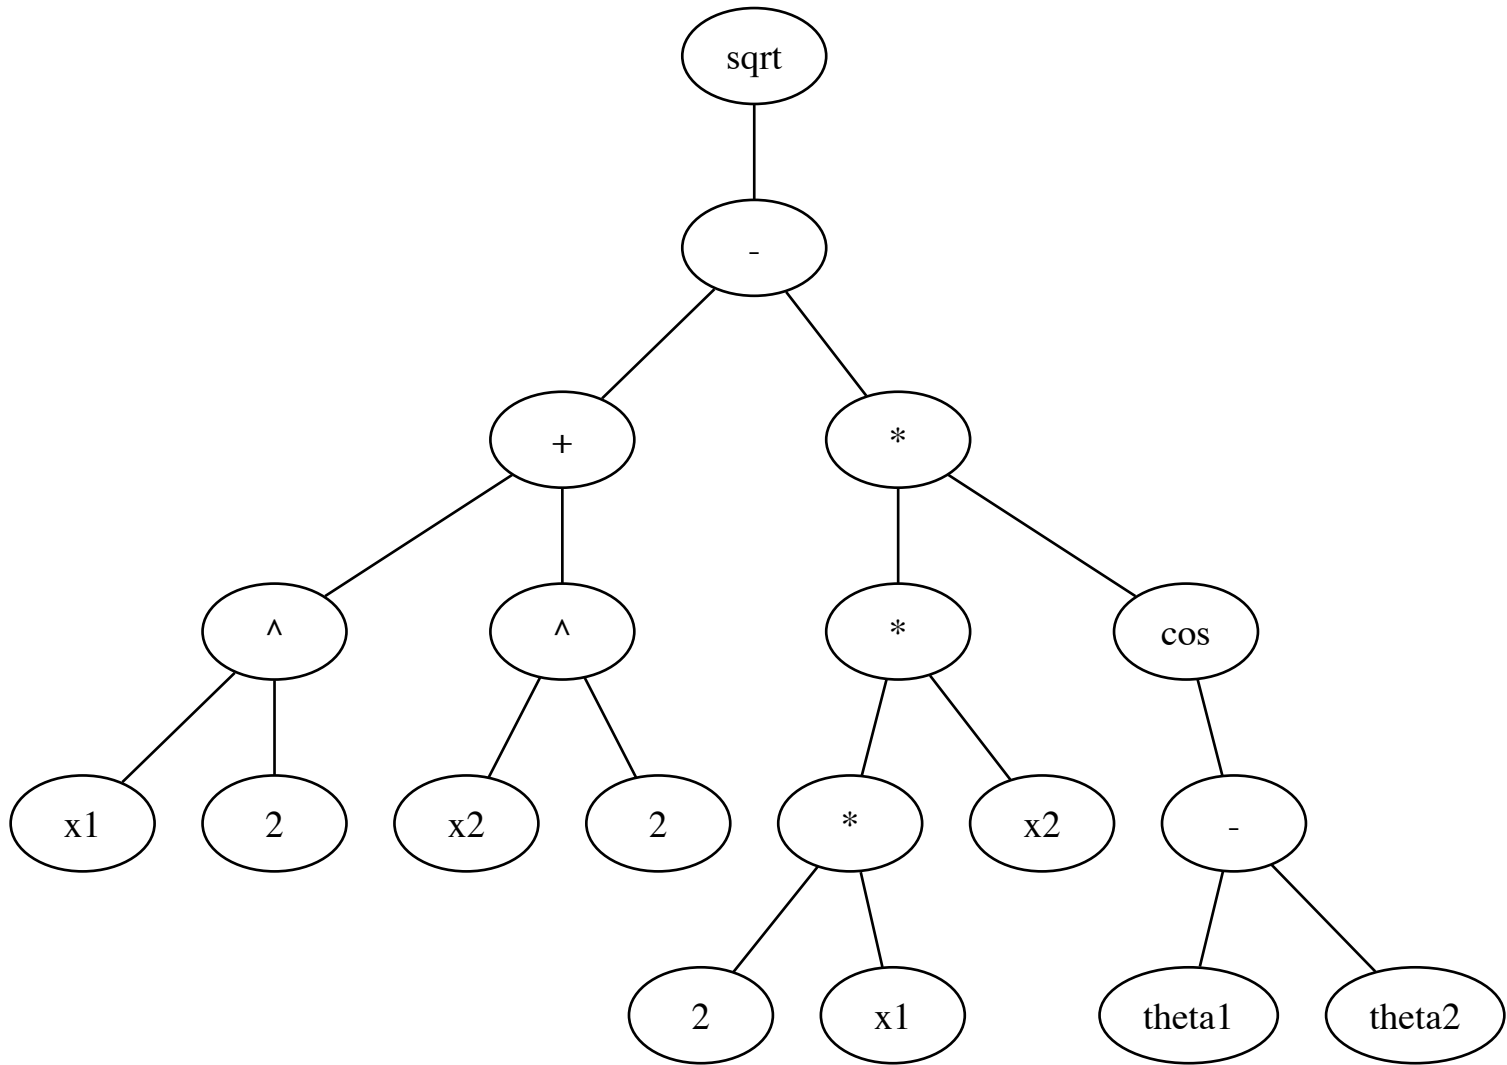 sqrt
-
+ *
^ ^ * cos
x1 2 x2 2 * x2 -
2 x1 theta1 theta2